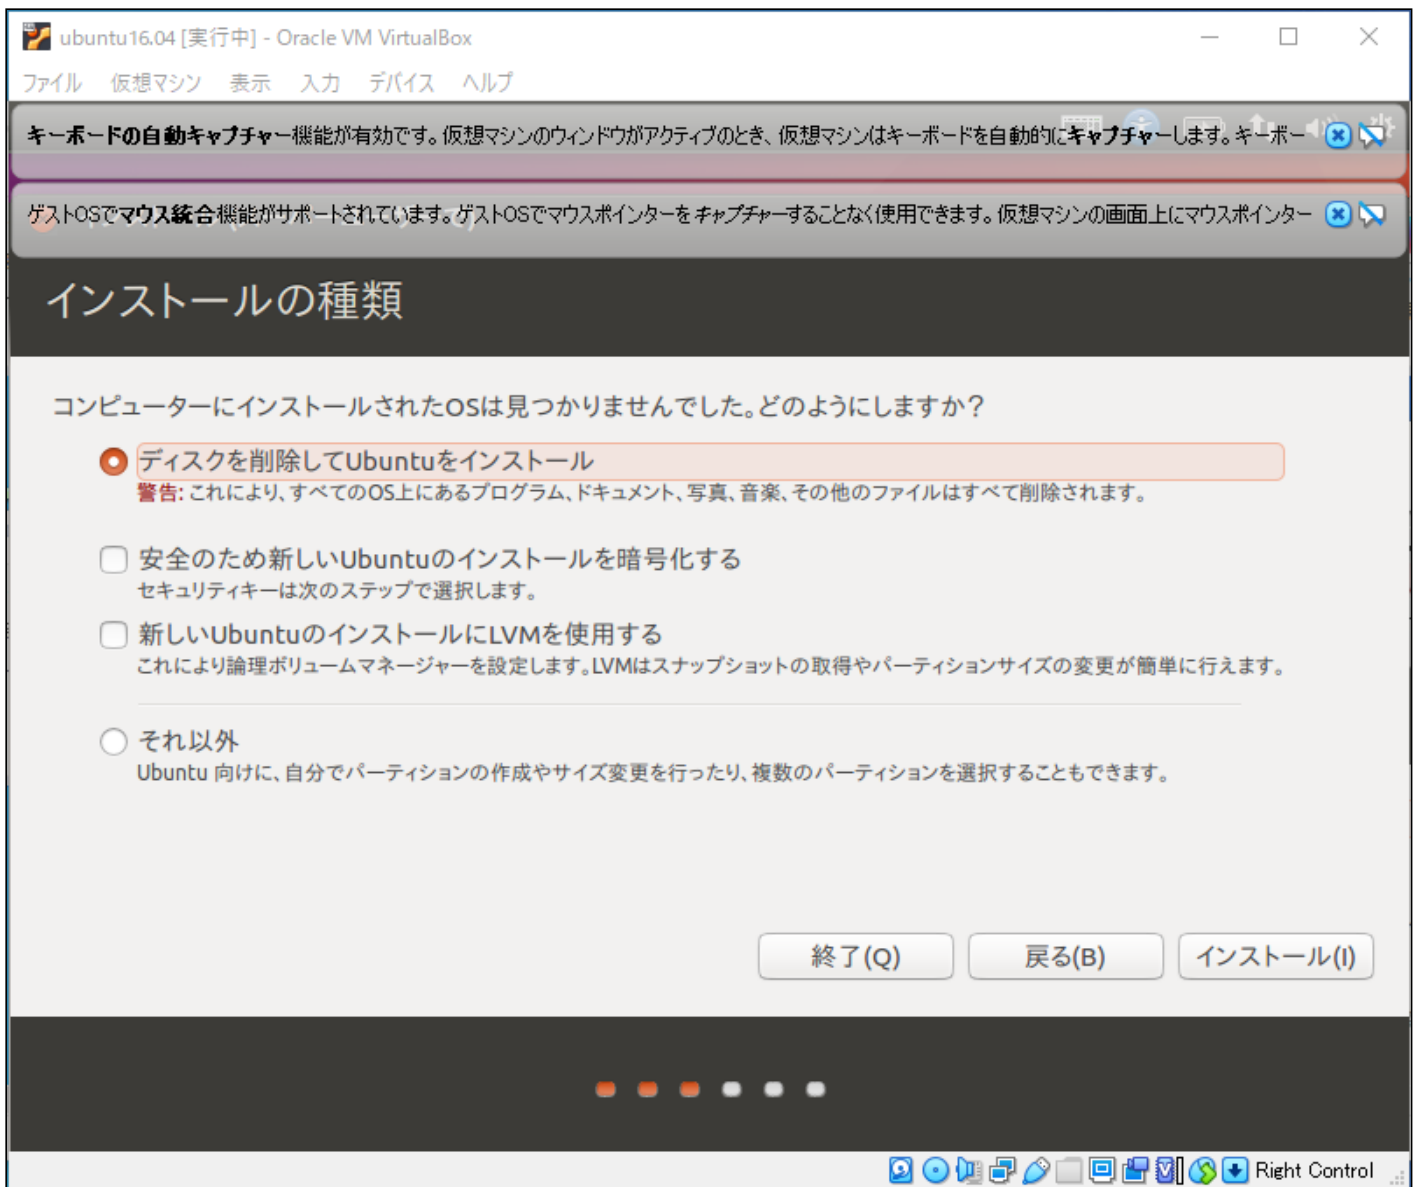 ubuntu16.04 [実行中] - Oracle VM VirtualBox
ファイル 仮想マシン 表示 入力 デバイス ヘルプ
キーボードの自動キャプチャー機能が有効です。仮想マシンのウィンドウがアクティブのとき、仮想マシンはキーボードを自動的にキャプチャーします。キーボー
ゲストOSでマウス統合機能がサポートされています。ゲストOSでマウスポインターをキャプチャーすることなく使用できます。仮想マシンの画面上にマウスポインター
インストールの種類
コンピューターにインストールされたOSは見つかりませんでした。どのようにしますか？
ディスクを削除してUbuntuをインストール
警告: これにより、すべてのOS上にあるプログラム、ドキュメント、写真、音楽、その他のファイルはすべて削除されます。
安全のため新しいUbuntuのインストールを暗号化する
セキュリティキーは次のステップで選択します。
新しいUbuntuのインストールにLVMを使用する
これにより論理ボリュームマネージャーを設定します。LVMはスナップショットの取得やパーティションサイズの変更が簡単に行えます。
それ以外
Ubuntu 向けに、自分でパーティションの作成やサイズ変更を行ったり、複数のパーティションを選択することもできます。
終了(Q) 戻る(B) インストール(I)
Right Control